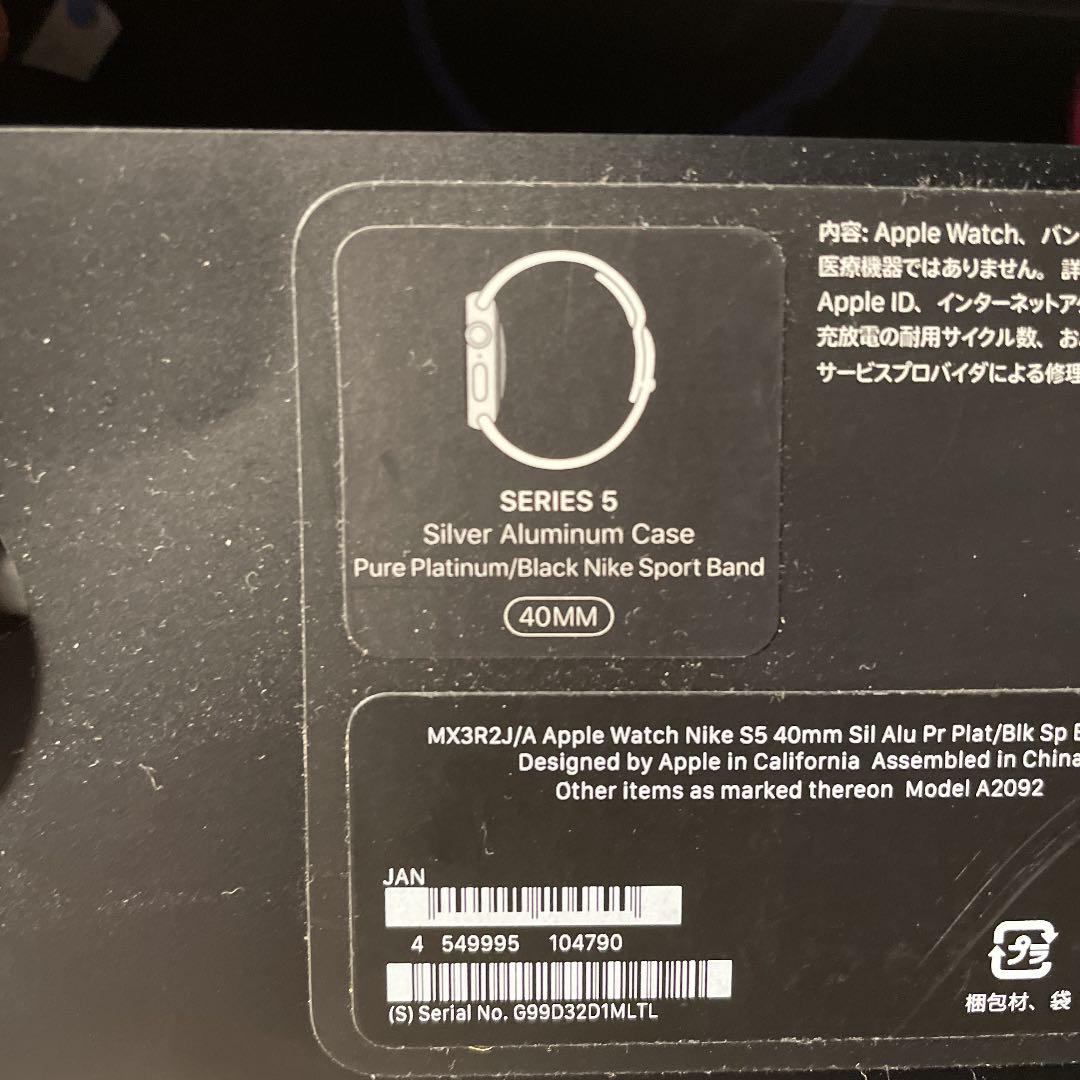 内容: Apple Watch、バン
医療機器ではありません。詳
Apple ID、インターネットア
充放電の耐用サイクル数、お
サービスプロバイダによる修理
SERIES 5
Silver Aluminum Case
Pure Platinum/Black Nike Sport Band
40MM
MX3R2J/A Apple Watch Nike S5 40mm Sil Alu Pr Plat/Blk Sp
Designed by Apple in California Assembled in China
Other items as marked thereon Model A2092
JAN
4 549995 104790
(S) Serial No. G99D32D1MLTL
プラ
梱包材、袋